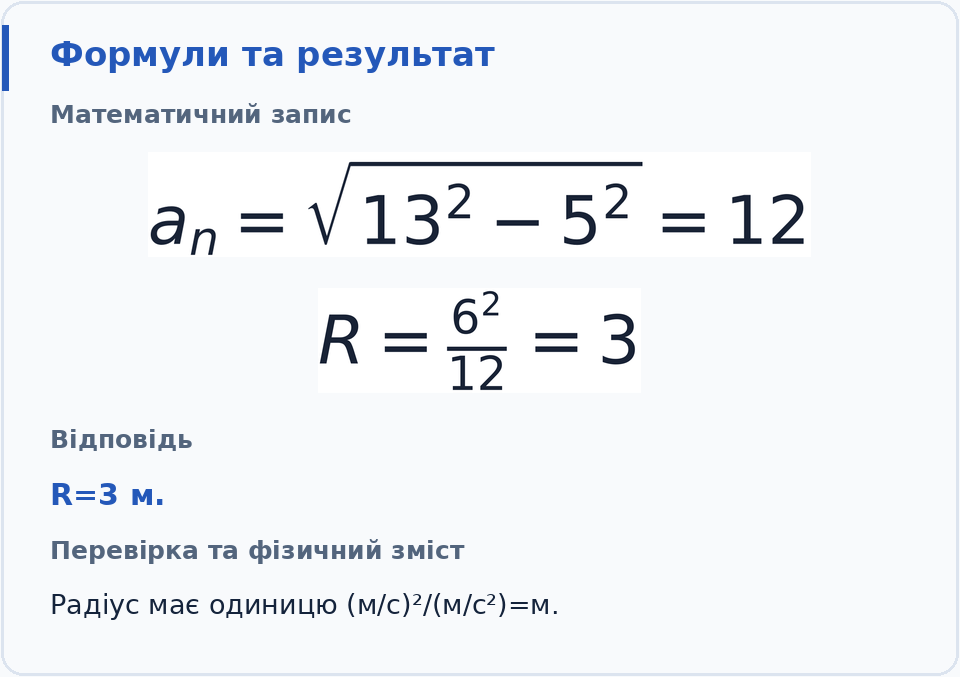 Формули та результат
Математичний запис
aₙ = √(13² − 5²) = 12
R = 6²/12 = 3
Відповідь
R=3 м.
Перевірка та фізичний зміст
Радіус має одиницю (м/с)²/(м/с²)=м.